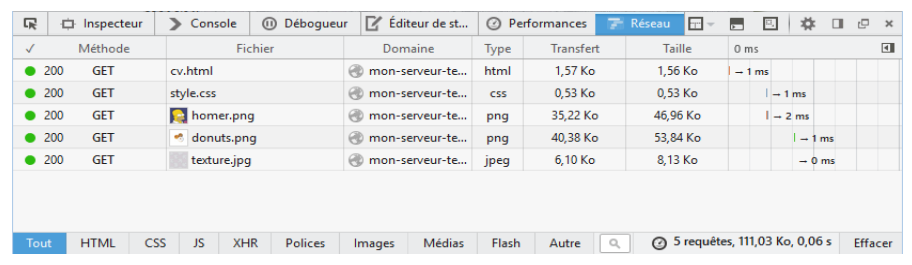 Inspecteur Console Débogueur Éditeur de st... Performances Réseau
✓ Méthode Fichier Domaine Type Transfert Taille 0 ms
200 GET cv.html mon-serveur-te... html 1,57 Ko 1,56 Ko → 1 ms
200 GET style.css mon-serveur-te... css 0,53 Ko 0,53 Ko → 1 ms
200 GET homer.png mon-serveur-te... png 35,22 Ko 46,96 Ko → 2 ms
200 GET donuts.png mon-serveur-te... png 40,38 Ko 53,84 Ko → 1 ms
200 GET texture.jpg mon-serveur-te... jpeg 6,10 Ko 8,13 Ko → 0 ms
Tout HTML CSS JS XHR Polices Images Médias Flash Autre 5 requêtes, 111,03 Ko, 0,06 s Effacer